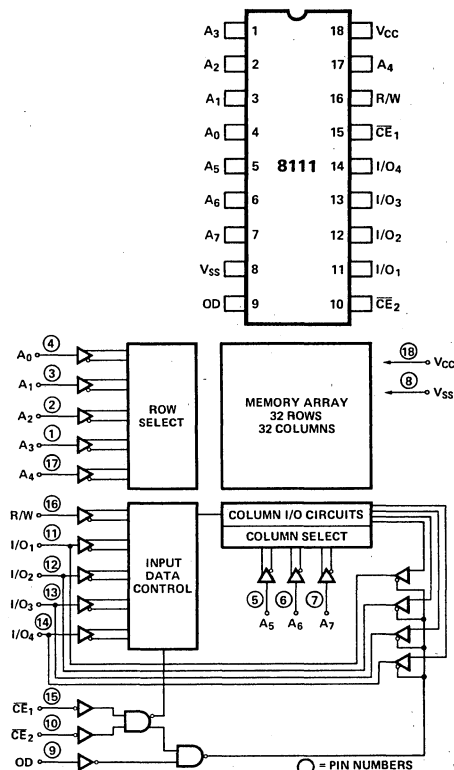 A3 1 18 VCC
A2 2 17 A4
A1 3 16 R/W
A0 4 15 C̅E̅1
A5 5 8111 14 I/O4
A6 6 13 I/O3
A7 7 12 I/O2
VSS 8 11 I/O1
OD 9 10 C̅E̅2
A0 4
A1 3
A2 2
A3 1
A4 17
ROW
SELECT
MEMORY ARRAY
32 ROWS
32 COLUMNS
18 VCC
8 VSS
R/W 16
I/O1 11
I/O2 12
I/O3 13
I/O4 14
INPUT
DATA
CONTROL
COLUMN I/O CIRCUITS
COLUMN SELECT
5 6 7
A5 A6 A7
C̅E̅1 15
C̅E̅2 10
OD 9
= PIN NUMBERS